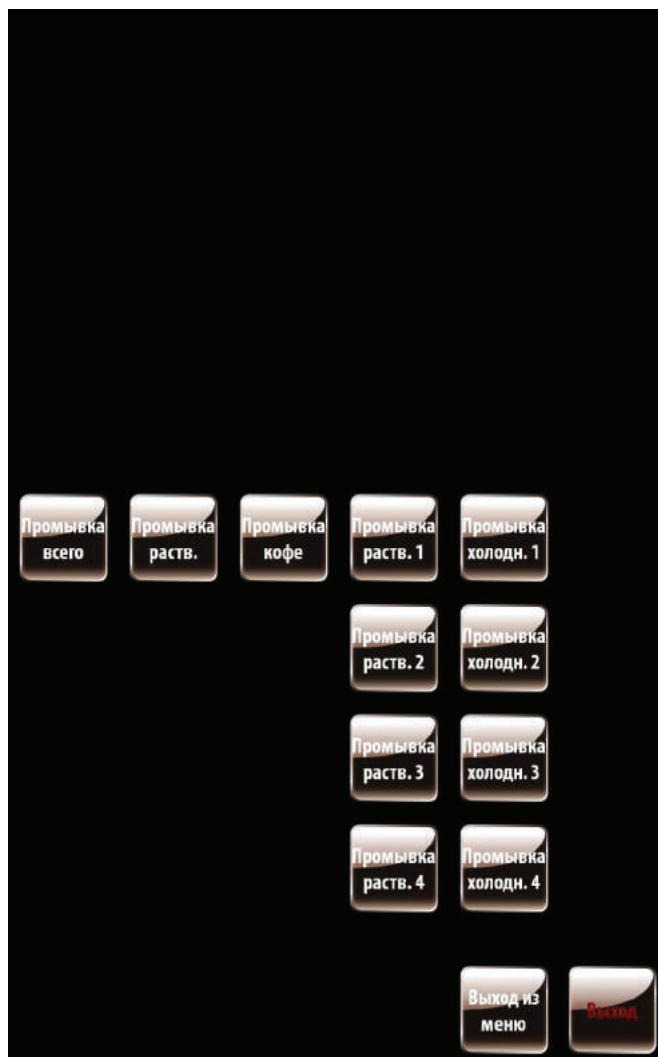 Промывка
всего
Промывка
раств.
Промывка
кофе
Промывка
раств. 1
Промывка
холодн. 1
Промывка
раств. 2
Промывка
холодн. 2
Промывка
раств. 3
Промывка
холодн. 3
Промывка
раств. 4
Промывка
холодн. 4
Выход из
меню
Выход